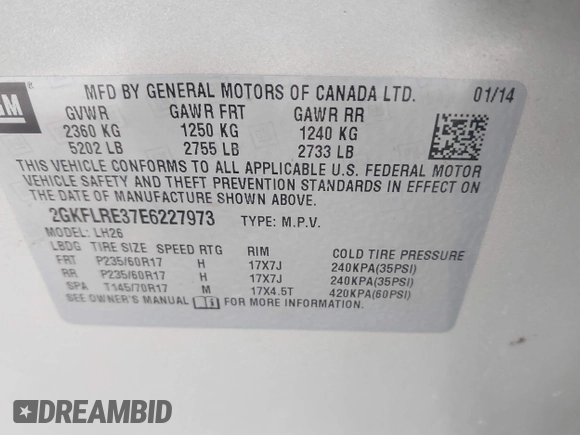 GM
MFD BY GENERAL MOTORS OF CANADA LTD. 01/14
GVWR GAWR FRT GAWR RR
2360 KG 1250 KG 1240 KG
5202 LB 2755 LB 2733 LB
THIS VEHICLE CONFORMS TO ALL APPLICABLE U.S. FEDERAL MOTOR
VEHICLE SAFETY AND THEFT PREVENTION STANDARDS IN EFFECT ON
THE DATE OF MANUFACTURE SHOWN ABOVE.
2GKFLRE37E6227973 TYPE: M.P.V.
MODEL: LH26
LBDG TIRE SIZE SPEED RTG RIM COLD TIRE PRESSURE
FRT P235/60R17 H 17X7J 240KPA(35PSI)
RR P235/60R17 H 17X7J 240KPA(35PSI)
SPA T145/70R17 M 17X4.5T 420KPA(60PSI)
SEE OWNER'S MANUAL FOR MORE INFORMATION.
DREAMBID